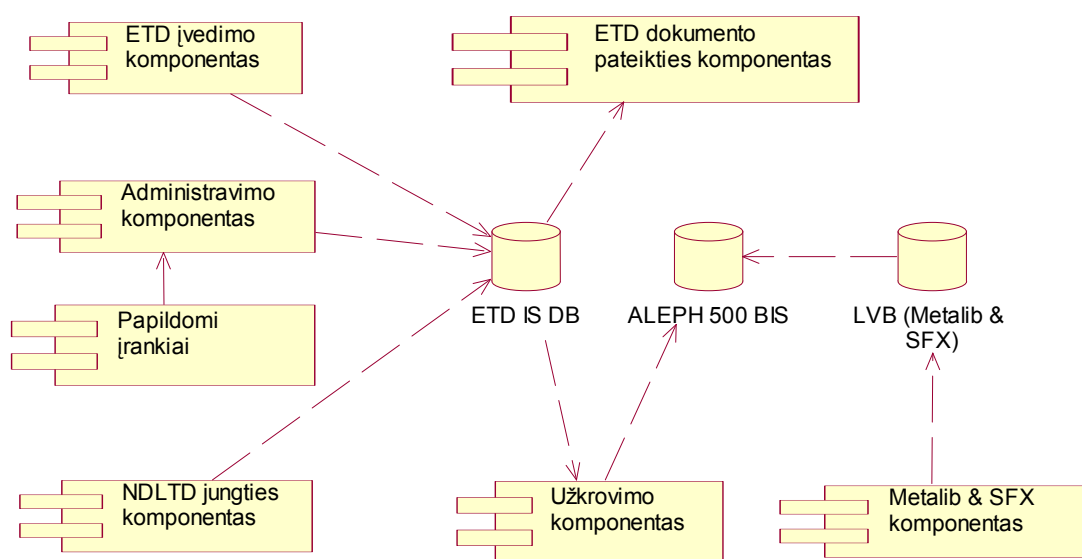 ETD įvedimo
komponentas
ETD dokumento
pateikties komponentas
Administravimo
komponentas
Papildomi
įrankiai
ETD IS DB
ALEPH 500 BIS
LVB (Metalib &
SFX)
NDLTD jungties
komponentas
Užkrovimo
komponentas
Metalib & SFX
komponentas